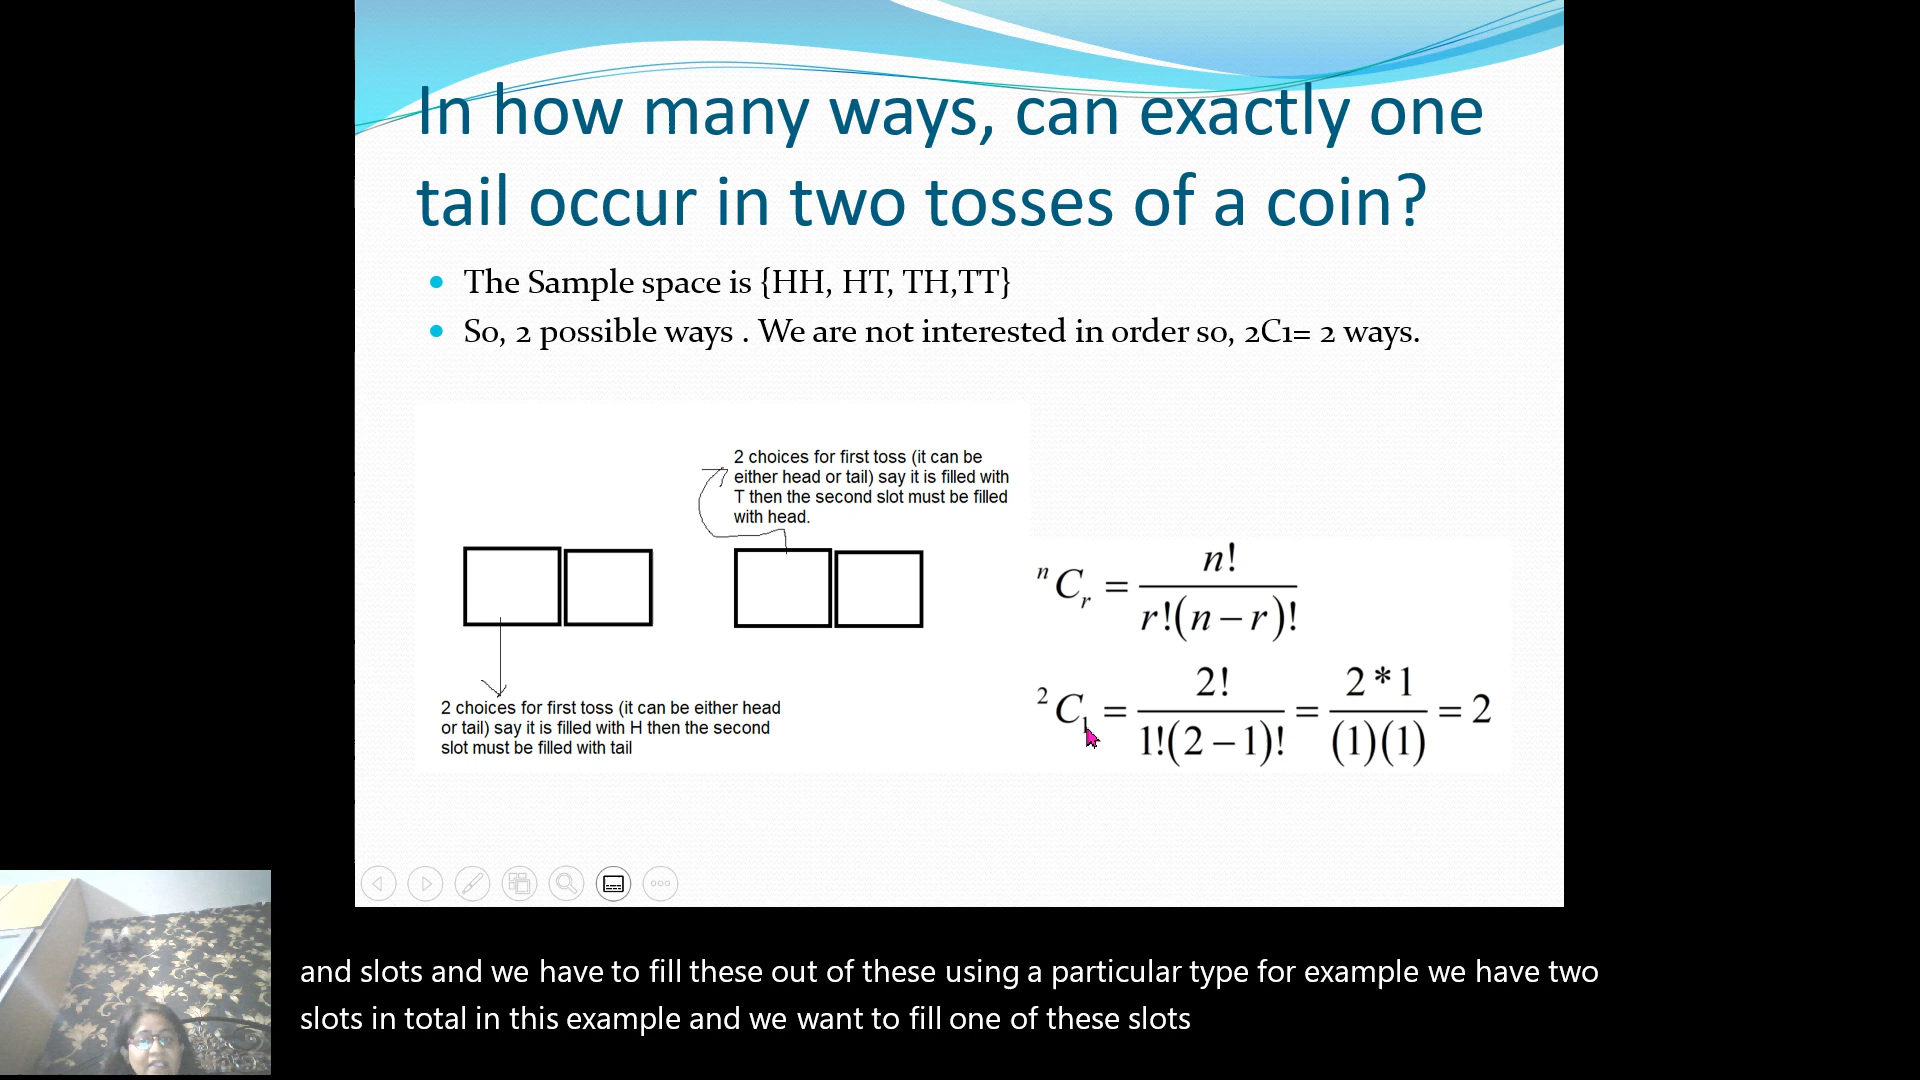 In how many ways, can exactly one
tail occur in two tosses of a coin?
The Sample space is {HH, HT, TH,TT}
So, 2 possible ways . We are not interested in order so, 2C1= 2 ways.
2 choices for first toss (it can be
either head or tail) say it is filled with
T then the second slot must be filled
with head.
2 choices for first toss (it can be either head
or tail) say it is filled with H then the second
slot must be filled with tail
ⁿCᵣ = n! / r!(n − r)!
²C₁ = 2! / 1!(2 − 1)! = 2 * 1 / (1)(1) = 2
and slots and we have to fill these out of these using a particular type for example we have two
slots in total in this example and we want to fill one of these slots